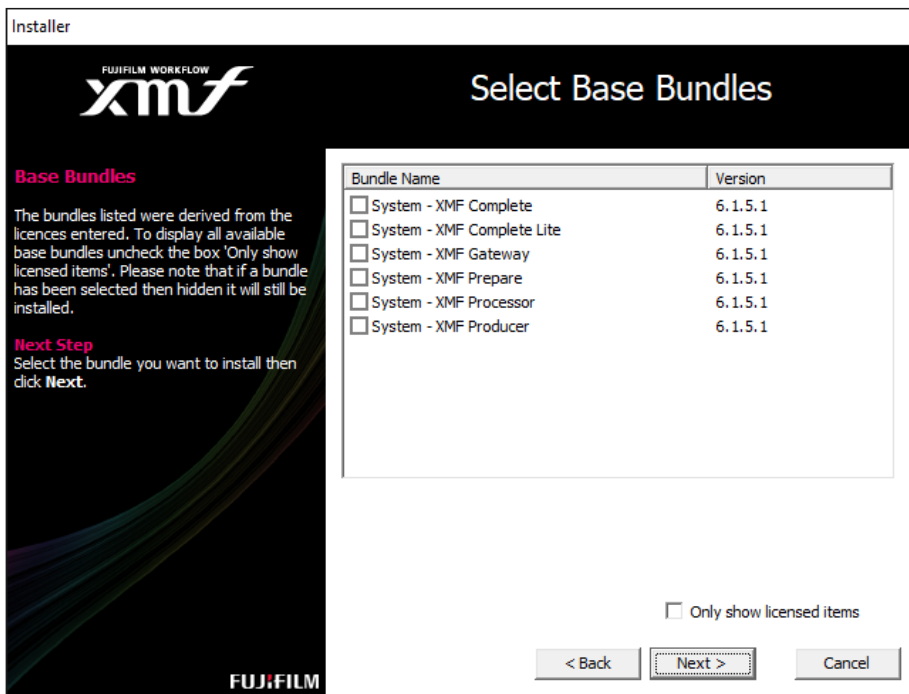 Installer
FUJIFILM WORKFLOW
xmf
Select Base Bundles
Base Bundles
The bundles listed were derived from the
licences entered. To display all available
base bundles uncheck the box 'Only show
licensed items'. Please note that if a bundle
has been selected then hidden it will still be
installed.
Next Step
Select the bundle you want to install then
click Next.
Bundle Name Version
System - XMF Complete 6.1.5.1
System - XMF Complete Lite 6.1.5.1
System - XMF Gateway 6.1.5.1
System - XMF Prepare 6.1.5.1
System - XMF Processor 6.1.5.1
System - XMF Producer 6.1.5.1
Only show licensed items
< Back Next > Cancel
FUJIFILM